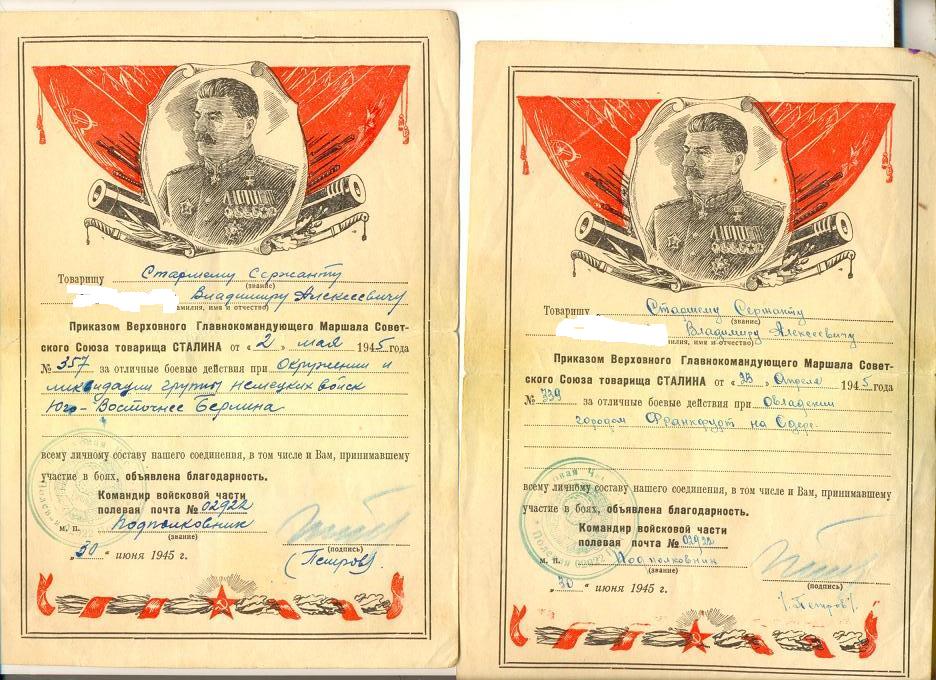 Товарищу Старшему Сержанту
(звание)
Владимиру Алексеевичу
амилия, имя и отчество)
Приказом Верховного Главнокомандующего Маршала Совет-
ского Союза товарища СТАЛИНА от « 2 » мая 1945 года
№ 357 за отличные боевые действия при Окружении и
ликвидации группы Немецких войск
Юго-Восточнее Берлина
всему личному составу нашего соединения, в том числе и Вам, принимавшему
участие в боях, объявлена благодарность.
Командир войсковой части
полевая почта № 02922
м. п. Подполковник
(звание)
(подпись)
„ 30 “ июня 1945 г. (Петров)
Товарищу Старшему Сержанту
(звание)
Владимиру Алексеевичу
илия, имя и отчество)
Приказом Верховного Главнокомандующего Маршала Совет-
ского Союза товарища СТАЛИНА от « 23 » Апреля 1945 года
№ 339 за отличные боевые действия при Овладении
городом Франкфурт на Одере
всему личному составу нашего соединения, в том числе и Вам, принимавшему
участие в боях, объявлена благодарность.
Командир войсковой части
полевая почта № 02922
м. п. Подполковник
(звание)
(подпись)
„ 30 “ июня 1945 г.
/Петров/